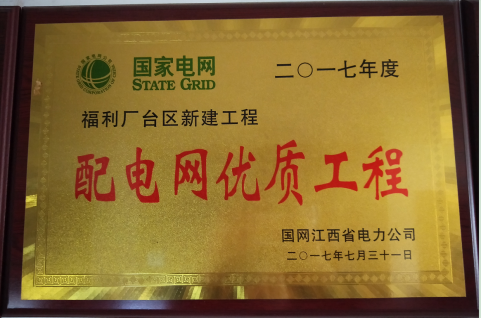 国家电网
STATE GRID
二〇一七年度
福利厂台区新建工程
配电网优质工程
国网江西省电力公司
二〇一七年七月三十一日